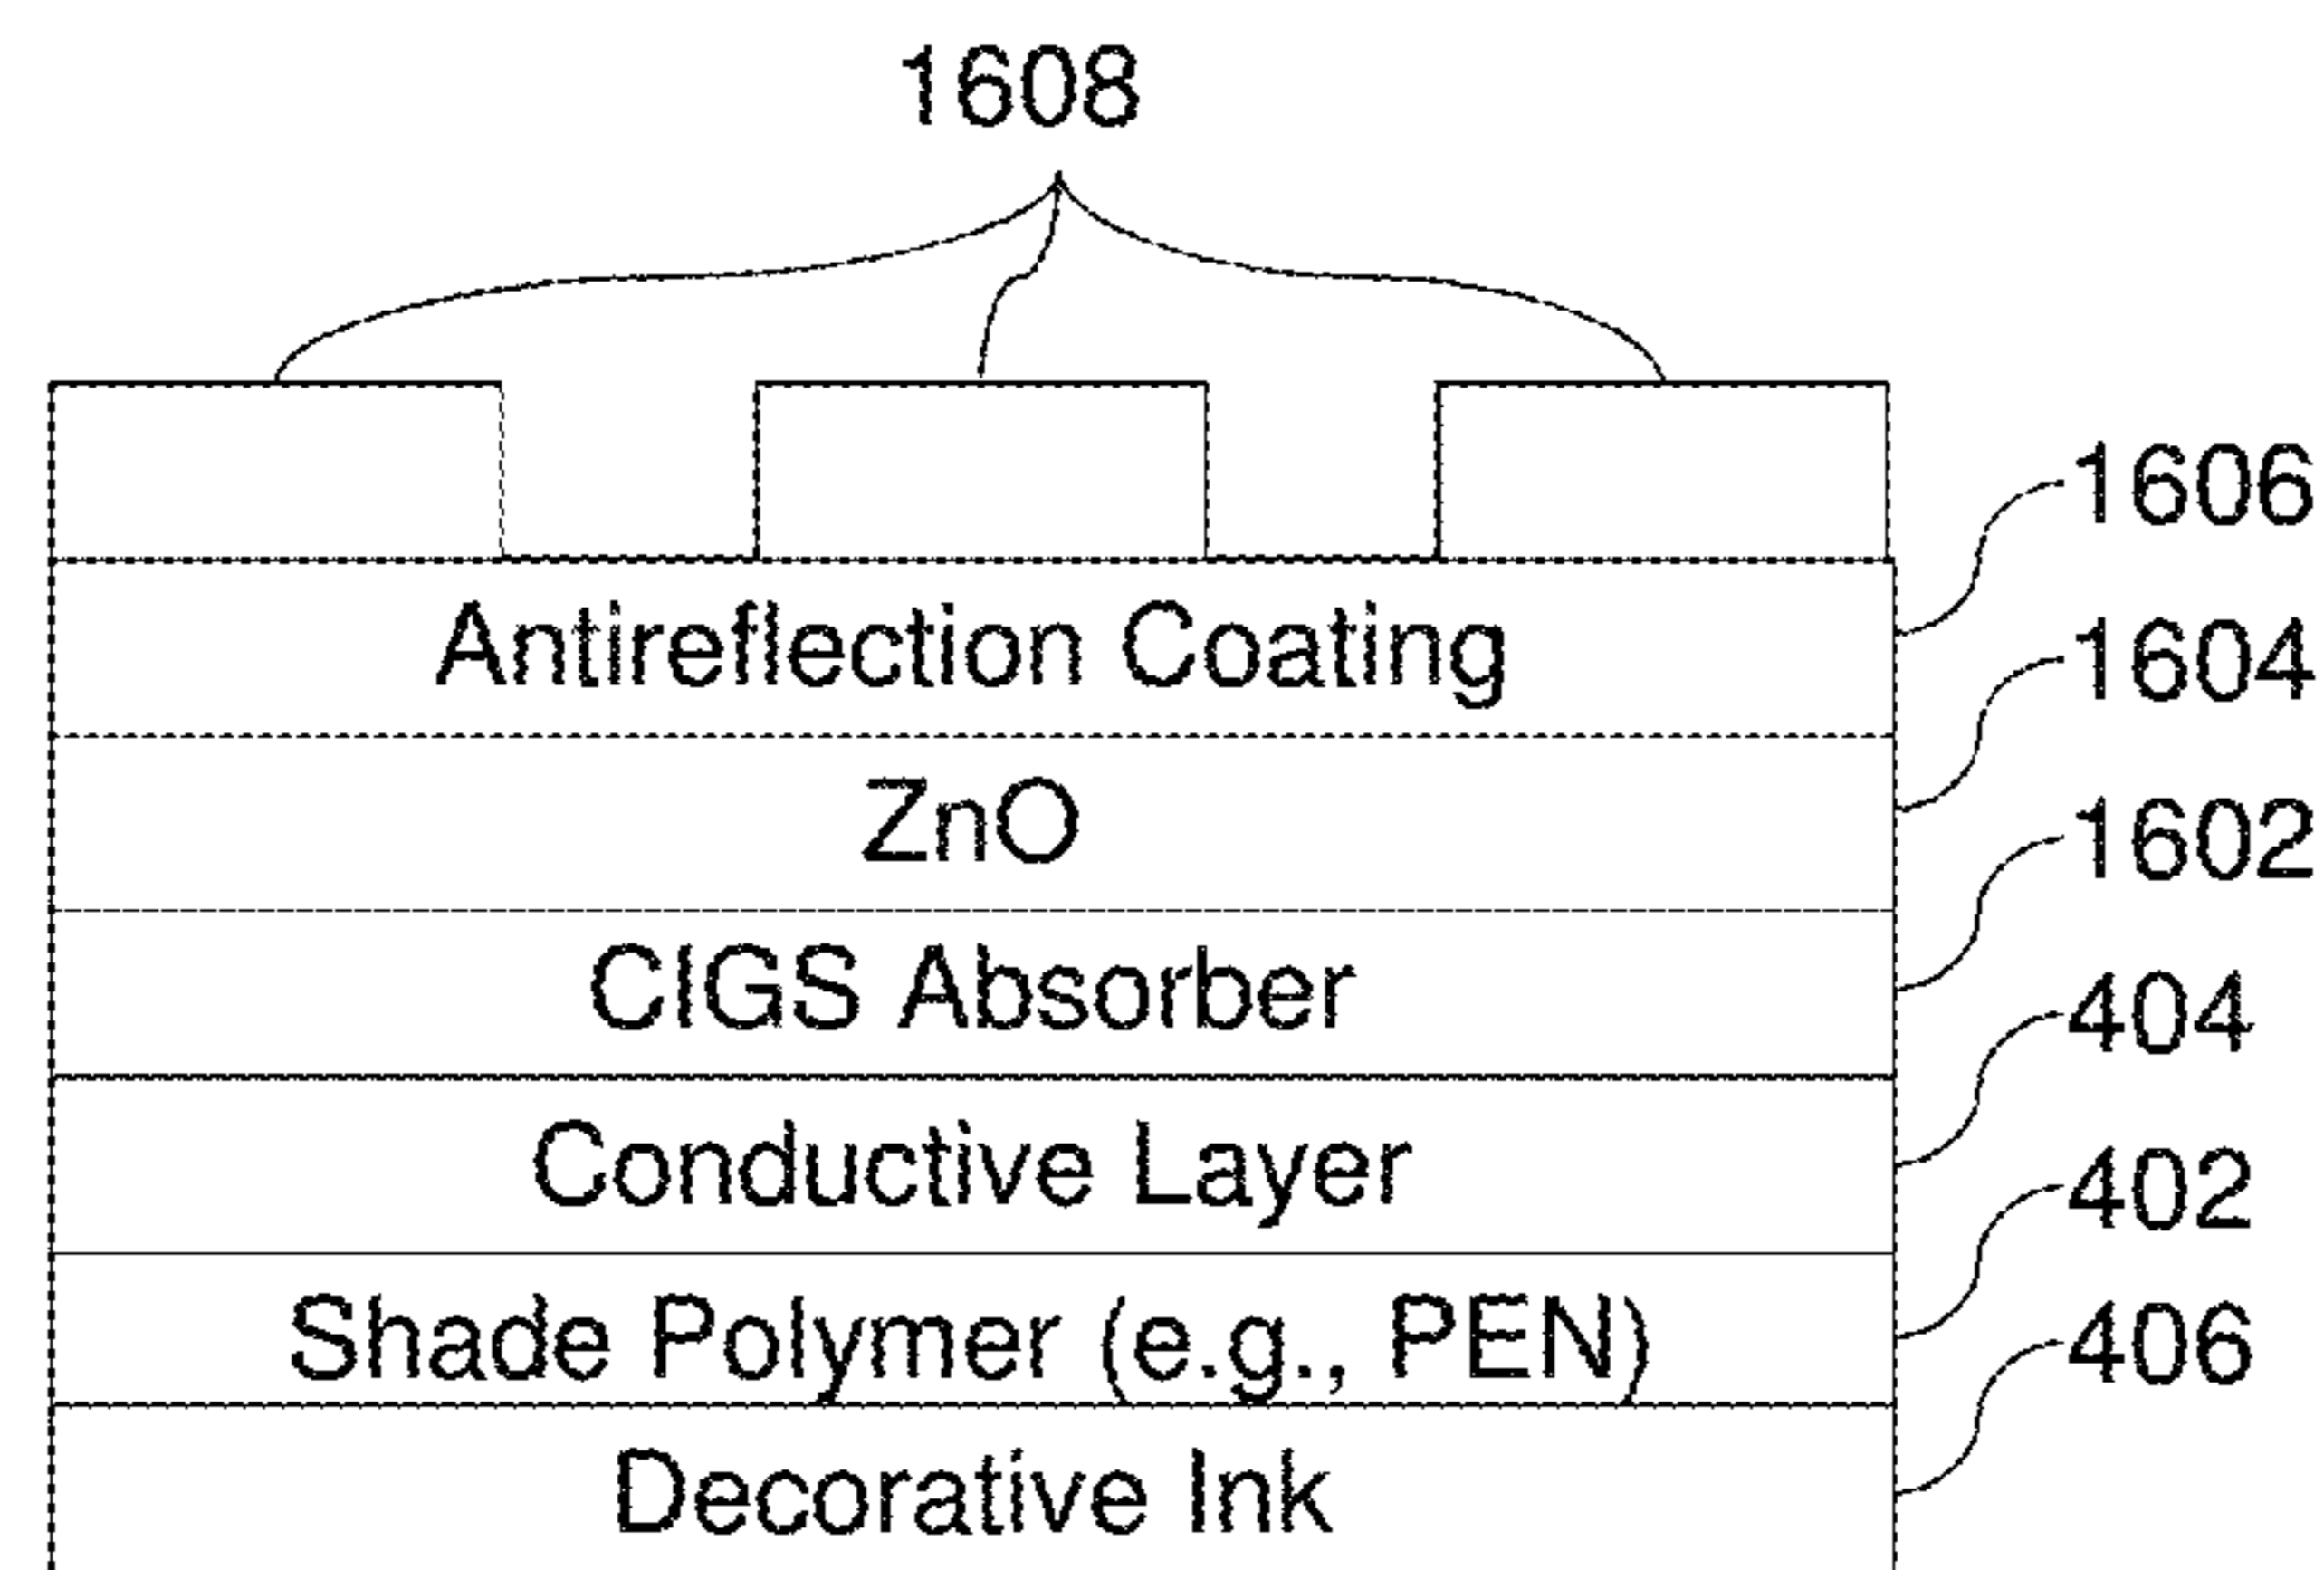 1608
1606
Antireflection Coating
1604
ZnO
1602
CIGS Absorber
404
Conductive Layer
402
Shade Polymer (e.g., PEN)
406
Decorative Ink